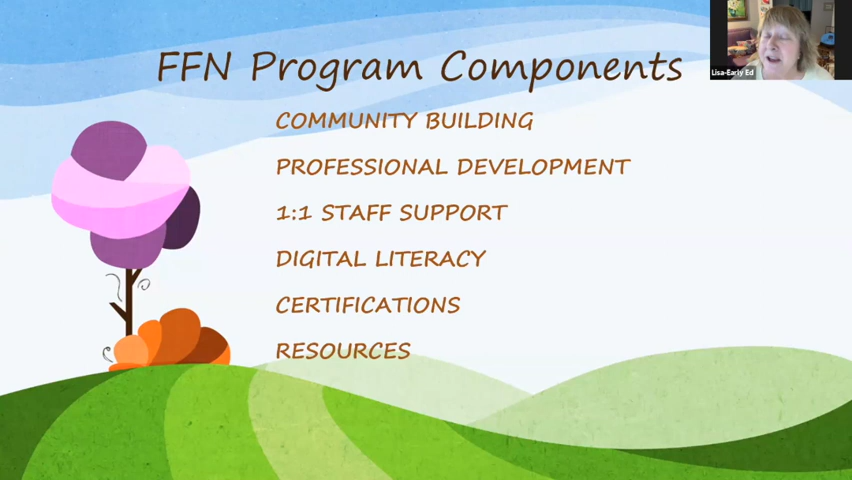 FFN Program Components
Lisa-Early Ed
COMMUNITY BUILDING
PROFESSIONAL DEVELOPMENT
1:1 STAFF SUPPORT
DIGITAL LITERACY
CERTIFICATIONS
RESOURCES